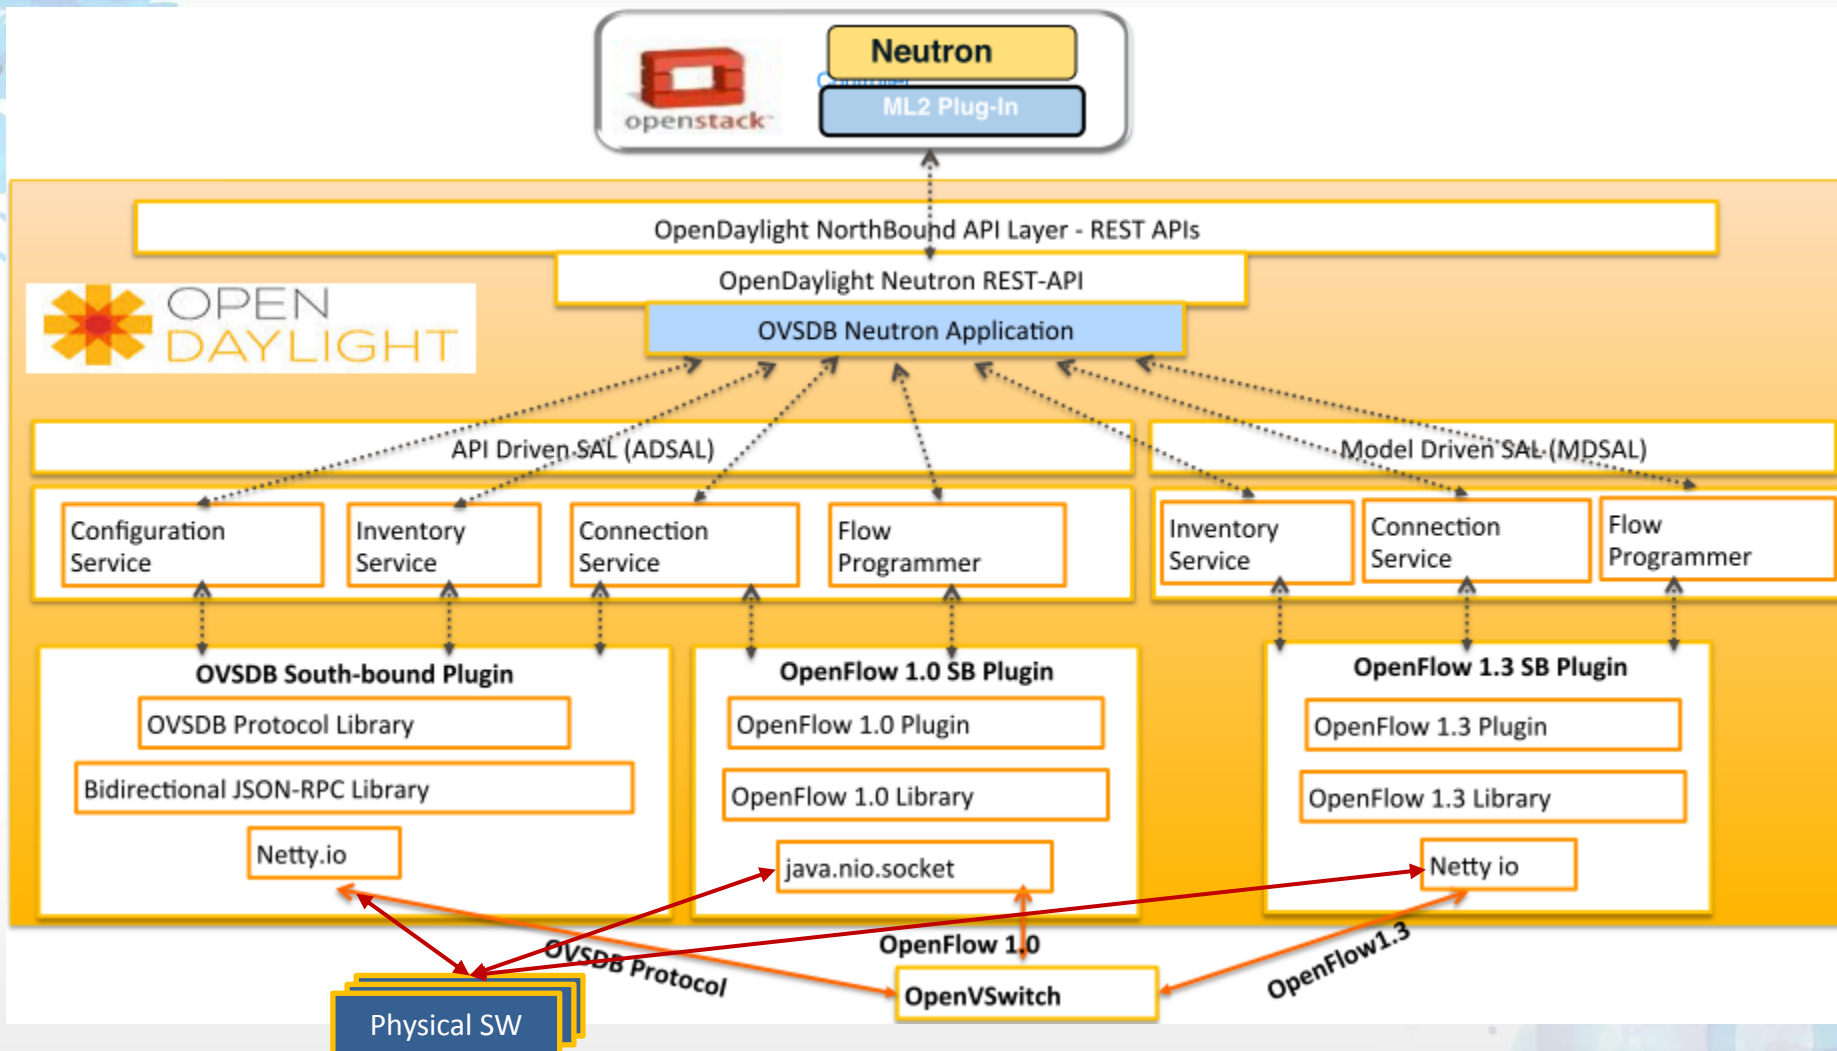 Neutron
Controller
ML2 Plug-In
openstack
OpenDaylight NorthBound API Layer - REST APIs
OpenDaylight Neutron REST-API
OPEN
DAYLIGHT
OVSDB Neutron Application
API Driven SAL (ADSAL)
Model Driven SAL (MDSAL)
Configuration
Service
Inventory
Service
Connection
Service
Flow
Programmer
Inventory
Service
Connection
Service
Flow
Programmer
OVSDB South-bound Plugin
OVSDB Protocol Library
Bidirectional JSON-RPC Library
Netty.io
OpenFlow 1.0 SB Plugin
OpenFlow 1.0 Plugin
OpenFlow 1.0 Library
java.nio.socket
OpenFlow 1.3 SB Plugin
OpenFlow 1.3 Plugin
OpenFlow 1.3 Library
Netty io
OVSDB Protocol
OpenFlow 1.0
OpenFlow1.3
OpenVSwitch
Physical SW